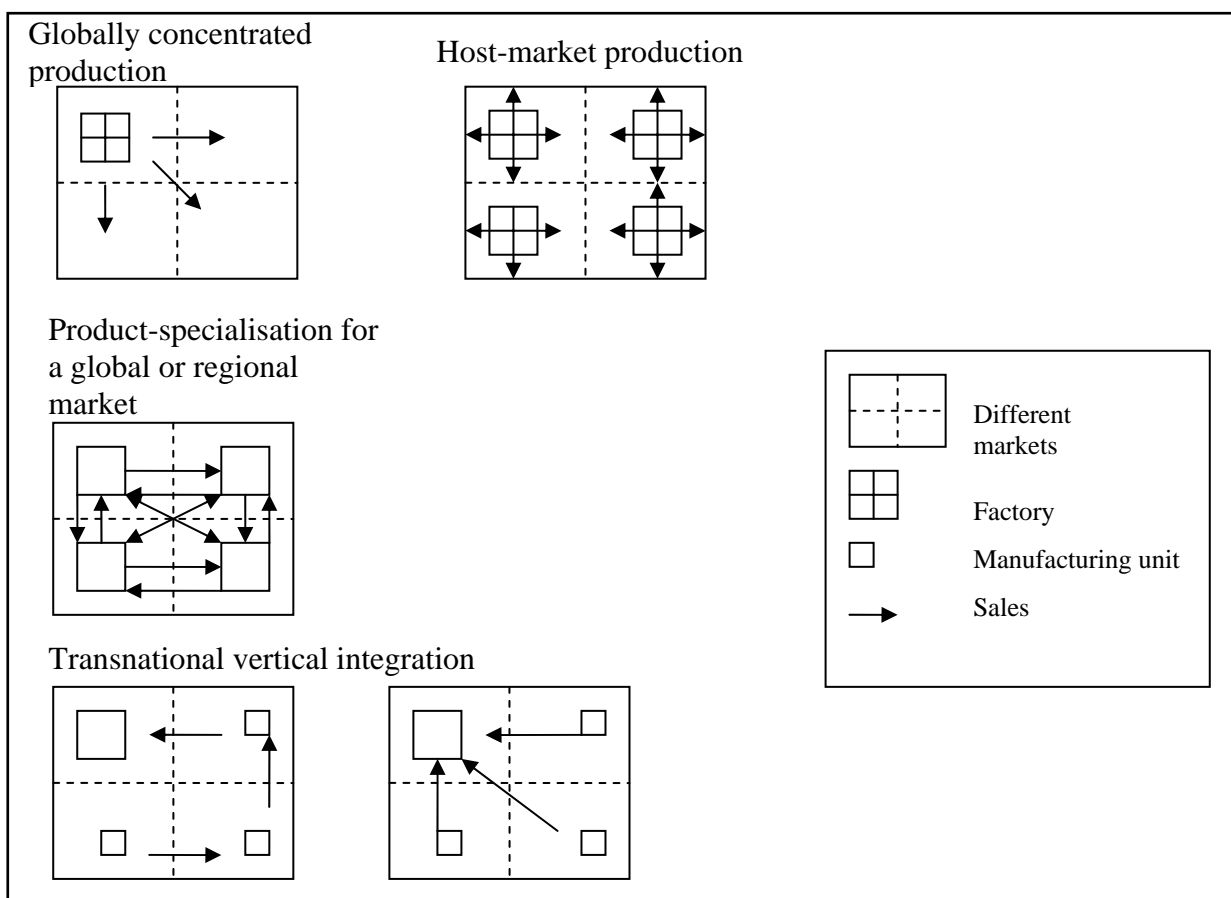 Globally concentrated
production
Host-market production
Product-specialisation for
a global or regional
market
Different
markets
Factory
Manufacturing unit
Sales
Transnational vertical integration